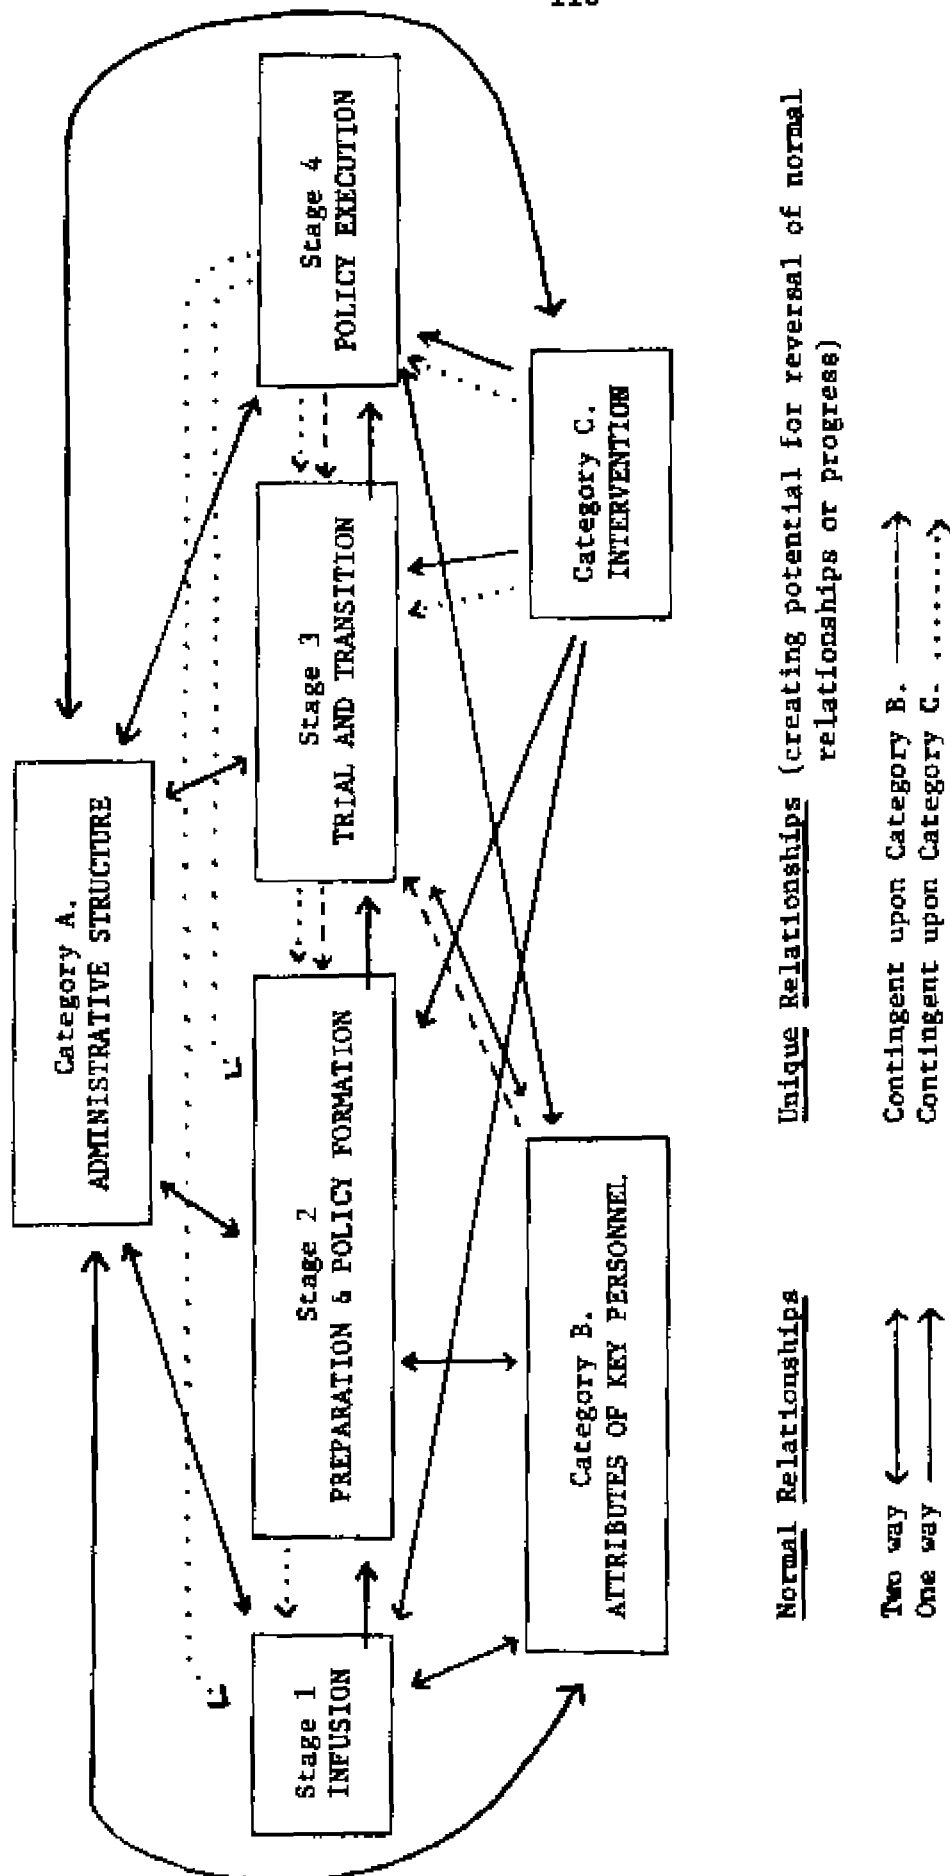 Category A.
ADMINISTRATIVE STRUCTURE
Stage 1
INFUSION
Stage 2
PREPARATION & POLICY FORMATION
Stage 3
TRIAL AND TRANSITION
Stage 4
POLICY EXECUTION
Category B.
ATTRIBUTES OF KEY PERSONNEL
Category C.
INTERVENTION
Normal Relationships
Two way
One way
Unique Relationships (creating potential for reversal of normal
relationships or progress)
Contingent upon Category B.
Contingent upon Category C.